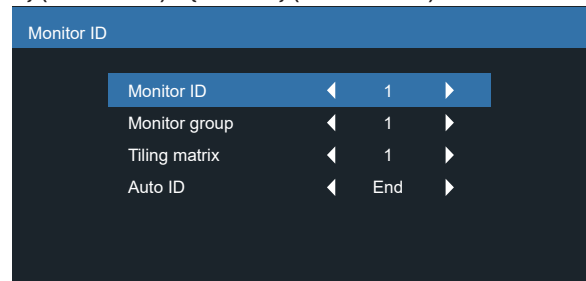 Monitor ID
Monitor ID 1
Monitor group 1
Tiling matrix 1
Auto ID End